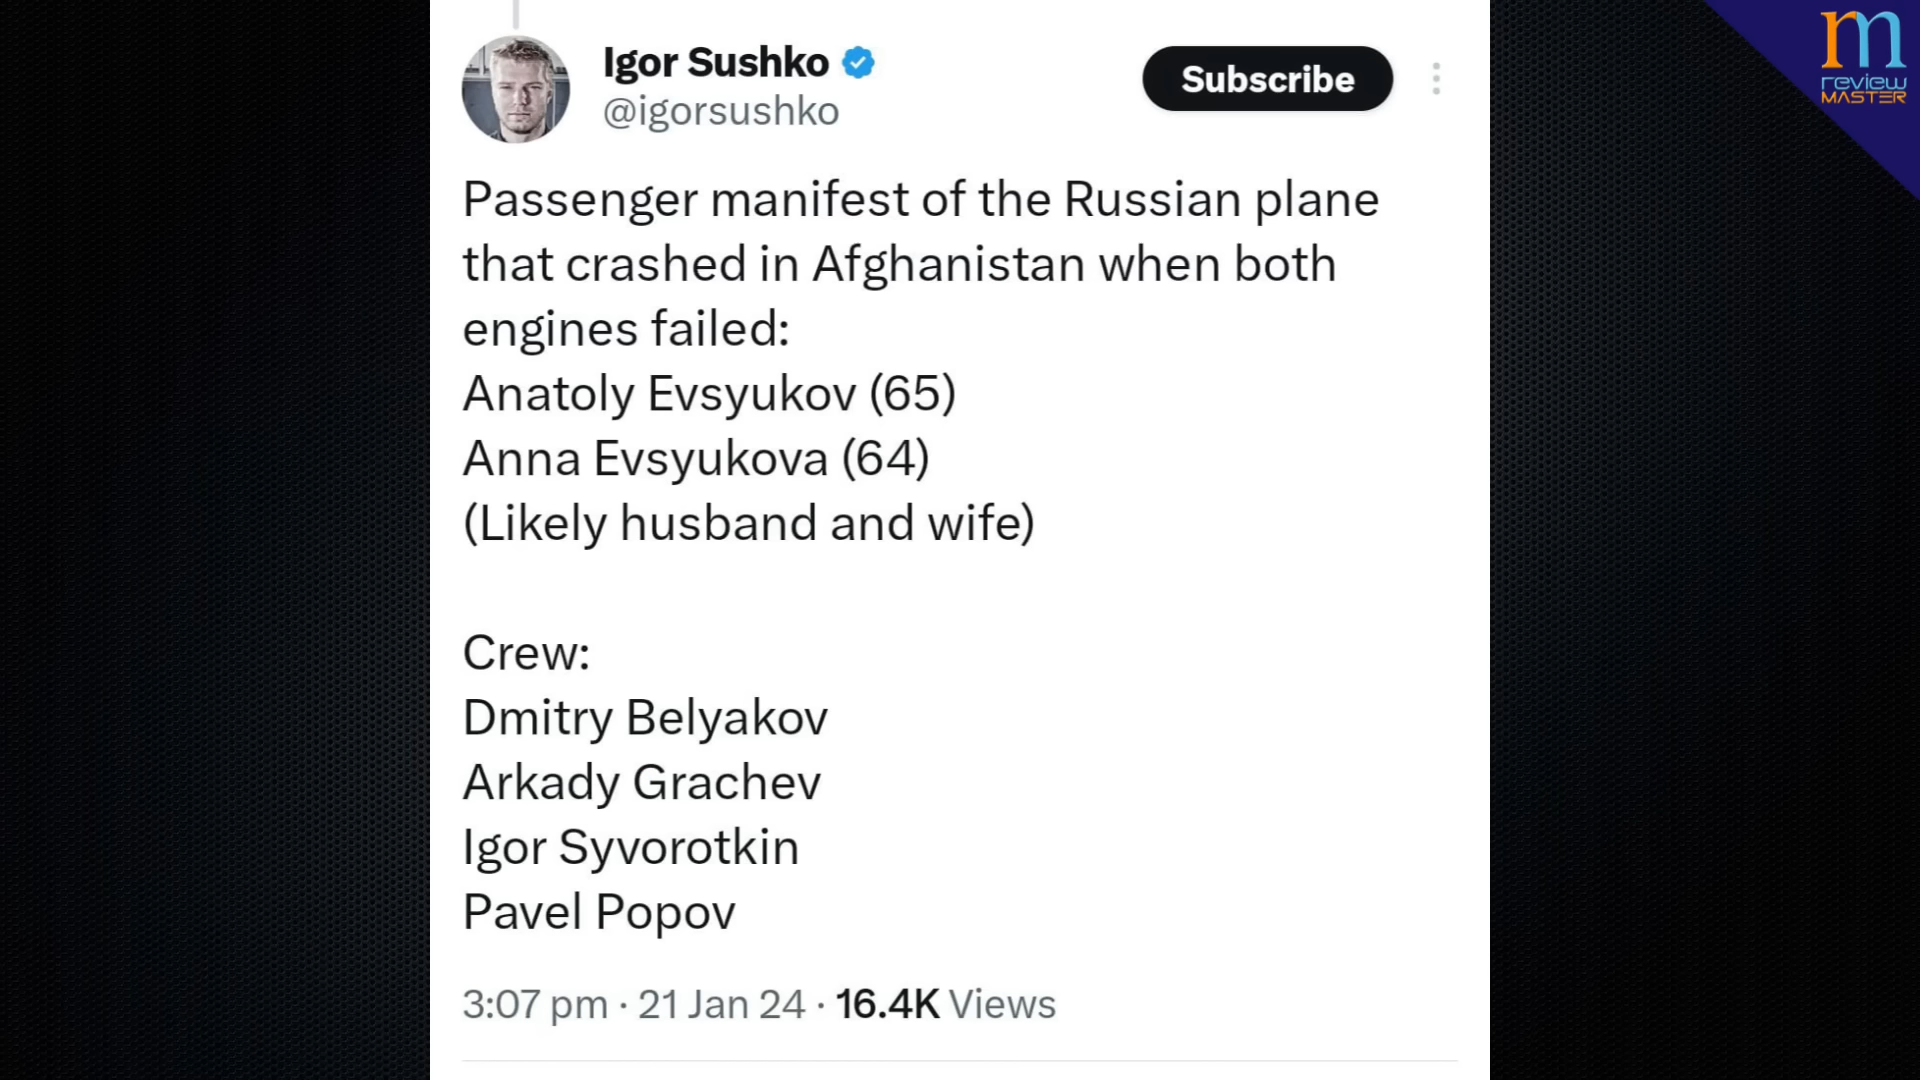 Igor Sushko
@igorsushko
Subscribe
rm
review
MASTER
Passenger manifest of the Russian plane
that crashed in Afghanistan when both
engines failed:
Anatoly Evsyukov (65)
Anna Evsyukova (64)
(Likely husband and wife)
Crew:
Dmitry Belyakov
Arkady Grachev
Igor Syvorotkin
Pavel Popov
3:07 pm · 21 Jan 24 · 16.4K Views